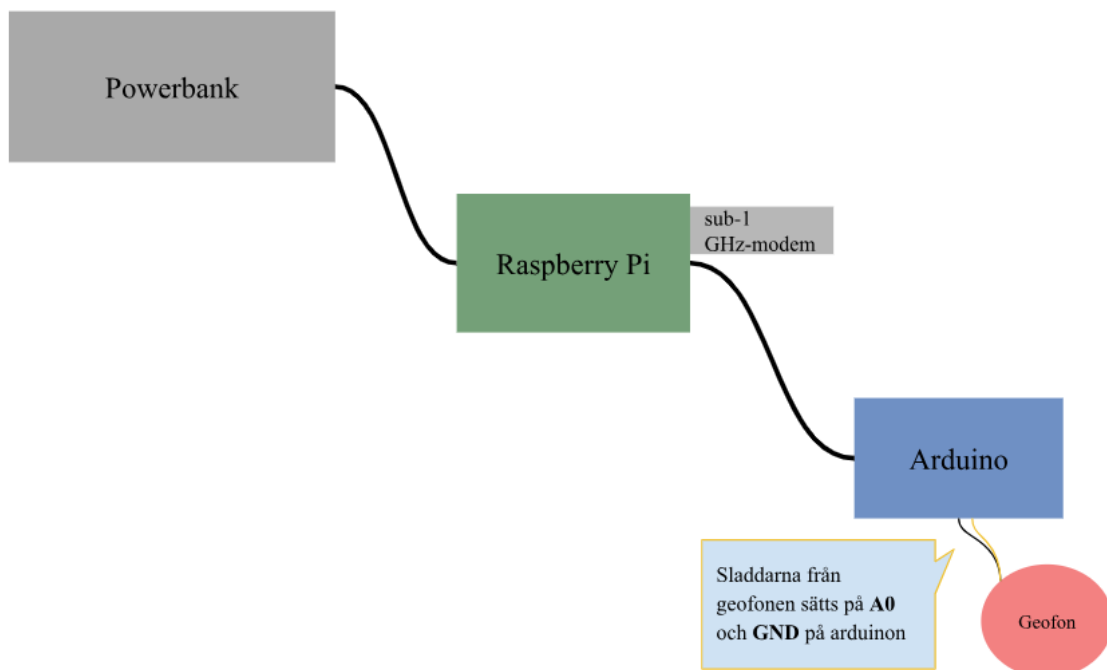 Powerbank
sub-1
GHz-modem
Raspberry Pi
Arduino
Sladdarna från
geofonen sätts på A0
och GND på arduinon
Geofon